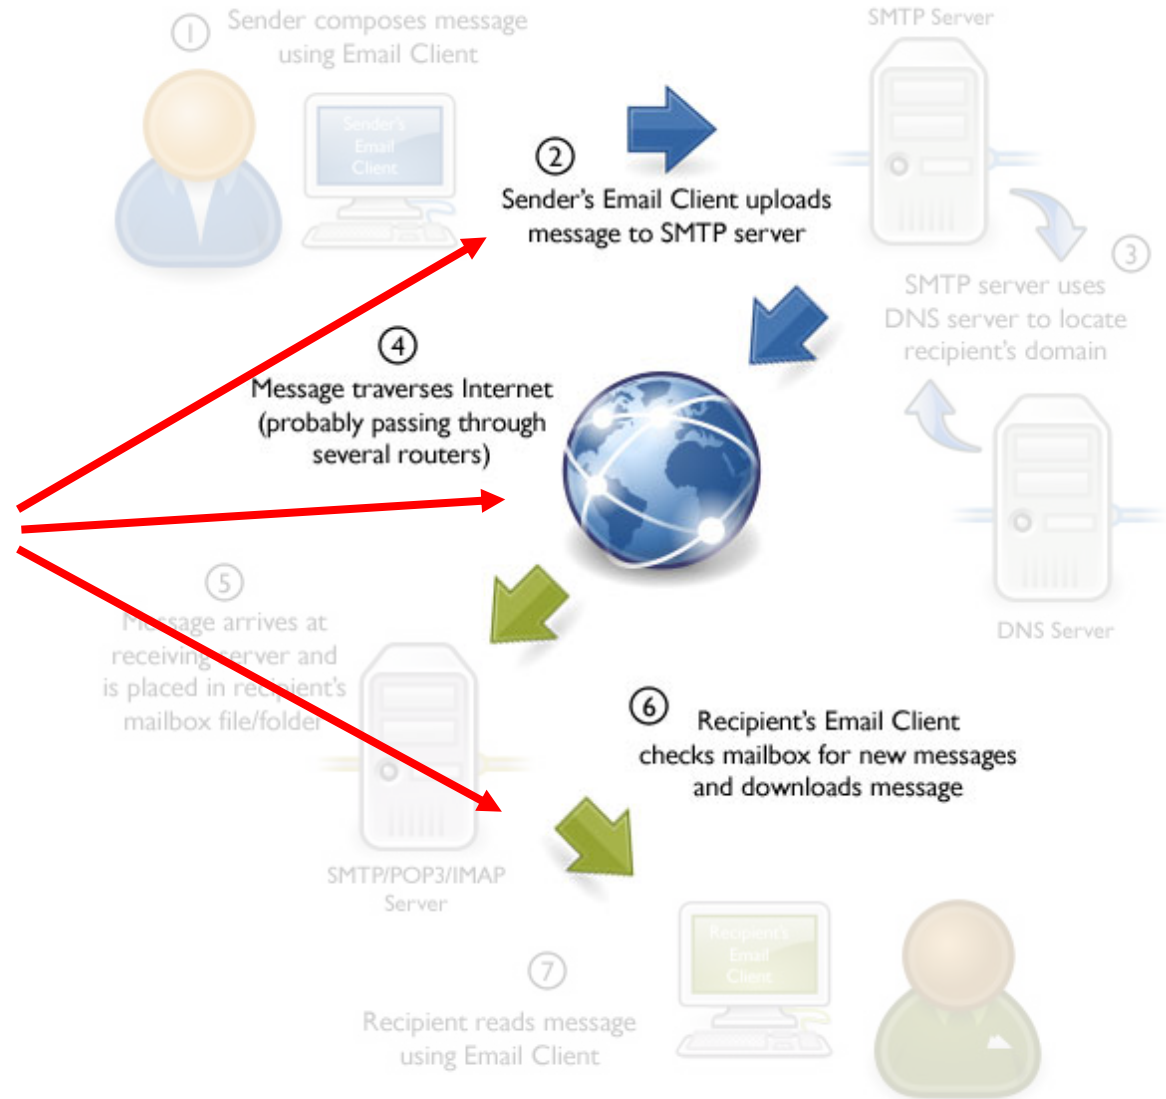 1
Sender composes message
using Email Client
Sender's
Email
Client
SMTP Server
2
Sender's Email Client uploads
message to SMTP server
3
SMTP server uses
DNS server to locate
recipient's domain
4
Message traverses Internet
(probably passing through
several routers)
DNS Server
5
Message arrives at
receiving server and
is placed in recipient's
mailbox file/folder
SMTP/POP3/IMAP
Server
6
Recipient's Email Client
checks mailbox for new messages
and downloads message
Recipient's
Email
Client
7
Recipient reads message
using Email Client